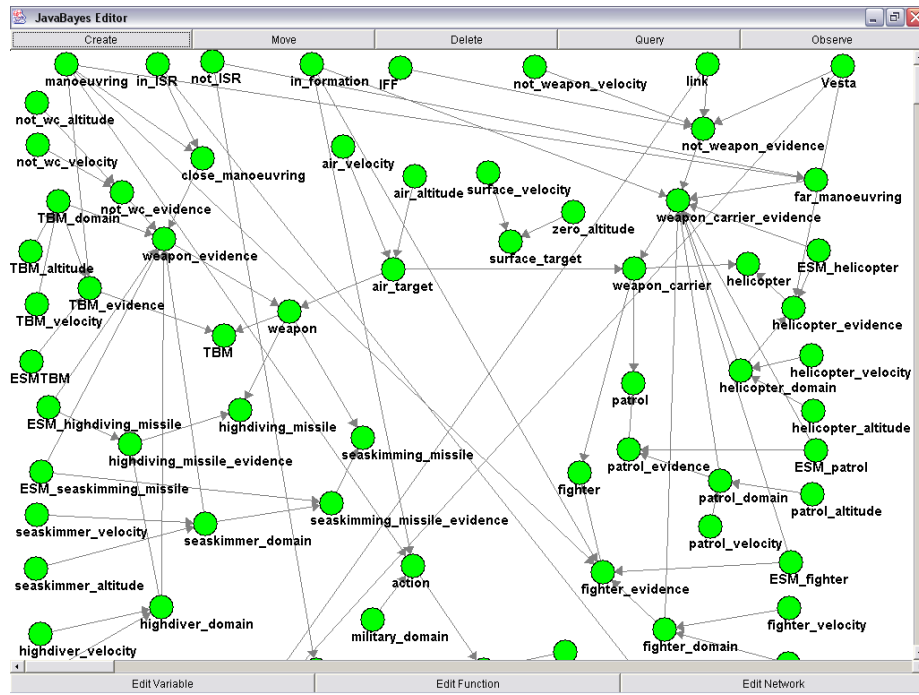 JavaBayes Editor
Create Move Delete Query Observe
manoeuvring in_ISR not_ISR in_formation IFF not_weapon_velocity link Vesta
not_wc_altitude
not_weapon_evidence
not_wc_velocity close_manoeuvring air_velocity
air_altitude surface_velocity far_manoeuvring
not_wc_evidence
TBM_domain weapon_carrier_evidence
zero_altitude
weapon_evidence surface_target
TBM_altitude ESM_helicopter
air_target weapon_carrier helicopter
TBM_velocity TBM_evidence
weapon helicopter_evidence
TBM
ESMTBM helicopter_velocity
helicopter_domain
patrol
ESM_highdiving_missile highdiving_missile helicopter_altitude
seaskimming_missile
highdiving_missile_evidence patrol_evidence ESM_patrol
ESM_seaskimming_missile fighter patrol_domain
patrol_altitude
seaskimming_missile_evidence
seaskimmer_velocity seaskimmer_domain patrol_velocity
seaskimmer_altitude action fighter_evidence ESM_fighter
highdiver_domain military_domain fighter_velocity
highdiver_velocity fighter_domain
Edit Variable Edit Function Edit Network